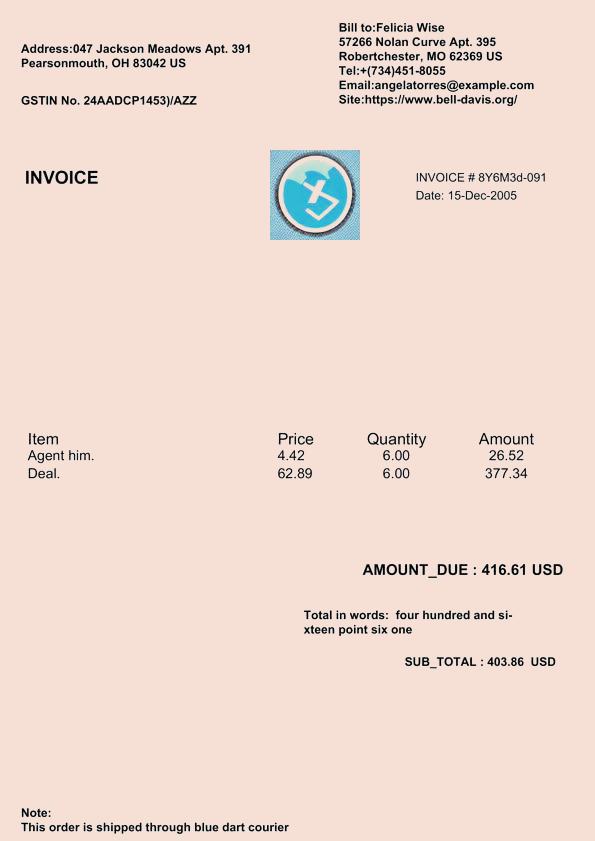 Address:047 Jackson Meadows Apt. 391
Pearsonmouth, OH 83042 US
GSTIN No. 24AADCP1453)/AZZ
Bill to:Felicia Wise
57266 Nolan Curve Apt. 395
Robertchester, MO 62369 US
Tel:+(734)451-8055
Email:angelatorres@example.com
Site:https://www.bell-davis.org/
INVOICE
INVOICE # 8Y6M3d-091
Date: 15-Dec-2005
Item Price Quantity Amount
Agent him. 4.42 6.00 26.52
Deal. 62.89 6.00 377.34
AMOUNT_DUE : 416.61 USD
Total in words: four hundred and si-
xteen point six one
SUB_TOTAL : 403.86 USD
Note:
This order is shipped through blue dart courier